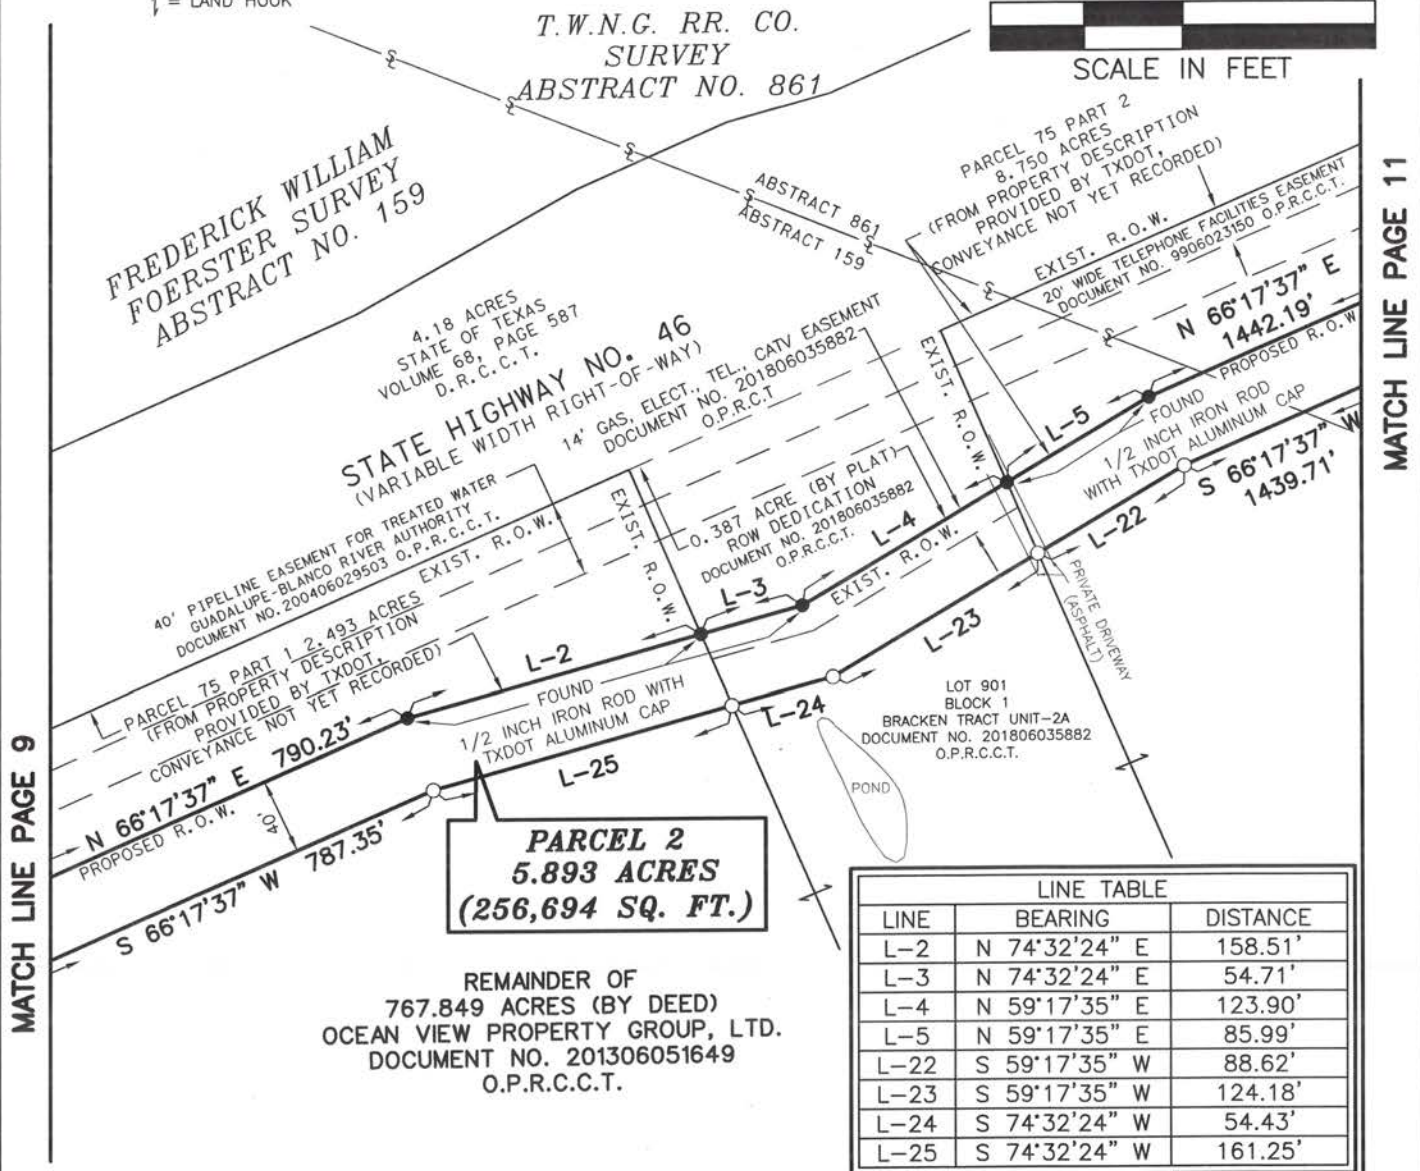 = LAND HOOK
T.W.N.G. RR. CO.
SURVEY
ABSTRACT NO. 861
SCALE IN FEET
FREDERICK WILLIAM
FOERSTER SURVEY
ABSTRACT NO. 159
ABSTRACT 861
ABSTRACT 159
PARCEL 75 PART 2
8.750 ACRES
(FROM PROPERTY DESCRIPTION
PROVIDED BY TXDOT,
CONVEYANCE NOT YET RECORDED)
EXIST. R.O.W.
20' WIDE TELEPHONE FACILITIES EASEMENT
DOCUMENT NO. 9906023150 O.P.R.C.C.T.
MATCH LINE PAGE 11
4.18 ACRES
STATE OF TEXAS
VOLUME 68, PAGE 587
D.R.C.C.T.
STATE HIGHWAY NO. 46
(VARIABLE WIDTH RIGHT-OF-WAY)
14' GAS, ELECT., TEL., CATV EASEMENT
DOCUMENT NO. 201806035882
O.P.R.C.T
EXIST. R.O.W.
N 66°17'37" E
1442.19'
PROPOSED R.O.W.
L-5
FOUND
1/2 INCH IRON ROD
WITH TXDOT ALUMINUM CAP
S 66°17'37" W
1439.71'
L-22
40' PIPELINE EASEMENT FOR TREATED WATER
GUADALUPE-BLANCO RIVER AUTHORITY
DOCUMENT NO.200406029503 O.P.R.C.C.T.
EXIST. R.O.W.
EXIST. R.O.W.
0.387 ACRE (BY PLAT)
ROW DEDICATION
DOCUMENT NO. 201806035882
O.P.R.C.C.T.
L-4
L-3
EXIST. R.O.W.
L-23
PRIVATE DRIVEWAY
(ASPHALT)
PARCEL 75 PART 1 2.493 ACRES
(FROM PROPERTY DESCRIPTION
PROVIDED BY TXDOT,
CONVEYANCE NOT YET RECORDED)
L-2
FOUND
1/2 INCH IRON ROD WITH
TXDOT ALUMINUM CAP
L-24
L-25
LOT 901
BLOCK 1
BRACKEN TRACT UNIT-2A
DOCUMENT NO. 201806035882
O.P.R.C.C.T.
POND
MATCH LINE PAGE 9
N 66°17'37" E 790.23'
PROPOSED R.O.W.
40'
S 66°17'37" W 787.35'
PARCEL 2
5.893 ACRES
(256,694 SQ. FT.)
REMAINDER OF
767.849 ACRES (BY DEED)
OCEAN VIEW PROPERTY GROUP, LTD.
DOCUMENT NO. 201306051649
O.P.R.C.C.T.
LINE TABLE
LINE BEARING DISTANCE
L-2 N 74°32'24" E 158.51'
L-3 N 74°32'24" E 54.71'
L-4 N 59°17'35" E 123.90'
L-5 N 59°17'35" E 85.99'
L-22 S 59°17'35" W 88.62'
L-23 S 59°17'35" W 124.18'
L-24 S 74°32'24" W 54.43'
L-25 S 74°32'24" W 161.25'